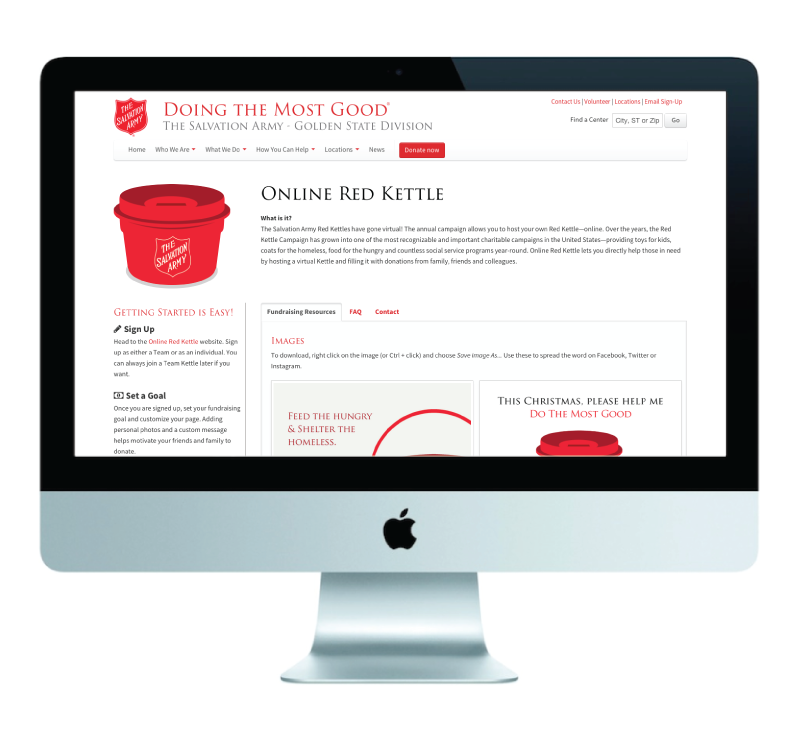 THE
SALVATION
ARMY
DOING THE MOST GOOD®
THE SALVATION ARMY - GOLDEN STATE DIVISION
Contact Us | Volunteer | Locations | Email Sign-Up
Find a Center City, ST or Zip Go
Home Who We Are What We Do How You Can Help Locations News Donate now
THE
SALVATION
ARMY
ONLINE RED KETTLE
What is it?
The Salvation Army Red Kettles have gone virtual! The annual campaign allows you to host your own Red Kettle—online. Over the years, the Red
Kettle Campaign has grown into one of the most recognizable and important charitable campaigns in the United States—providing toys for kids,
coats for the homeless, food for the hungry and countless social service programs year-round. Online Red Kettle lets you directly help those in need
by hosting a virtual Kettle and filling it with donations from family, friends and colleagues.
GETTING STARTED IS EASY!
Sign Up
Head to the Online Red Kettle website. Sign
up as either a Team or as an individual. You
can always join a Team Kettle later if you
want.
Set a Goal
Once you are signed up, set your fundraising
goal and customize your page. Adding
personal photos and a custom message
helps motivate your friends and family to
donate.
Fundraising Resources FAQ Contact
IMAGES
To download, right click on the image (or Ctrl + click) and choose Save Image As... Use these to spread the word on Facebook, Twitter or
Instagram.
FEED THE HUNGRY
& SHELTER THE
HOMELESS.
THIS CHRISTMAS, PLEASE HELP ME
DO THE MOST GOOD